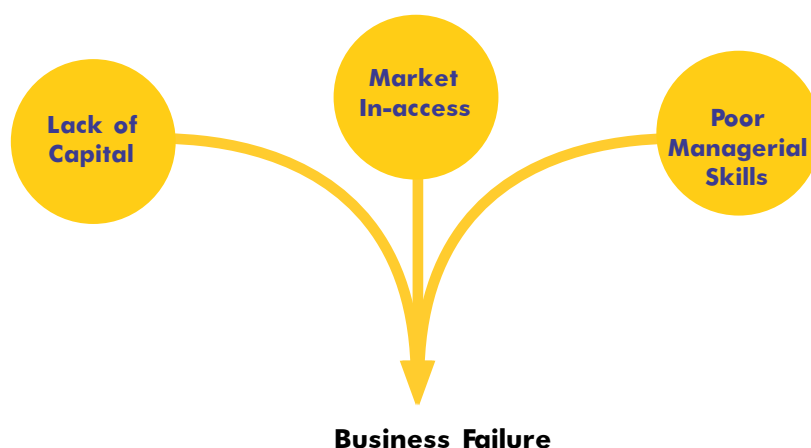 Lack of
Capital
Market
In-access
Poor
Managerial
Skills
Business Failure